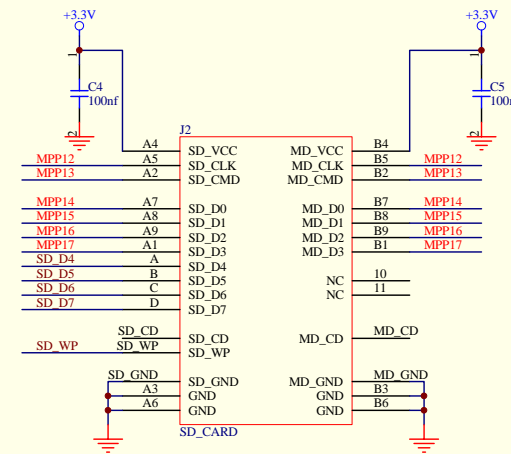 +3.3V +3.3V
1 1
C4 C5
100nf 100n
2 2
J2
A4 SD_VCC MD_VCC B4
MPP12 A5 SD_CLK MD_CLK B5 MPP12
MPP13 A2 SD_CMD MD_CMD B2 MPP13
MPP14 A7 SD_D0 MD_D0 B7 MPP14
MPP15 A8 SD_D1 MD_D1 B8 MPP15
MPP16 A9 SD_D2 MD_D2 B9 MPP16
MPP17 A1 SD_D3 MD_D3 B1 MPP17
SD_D4 A SD_D4
SD_D5 B SD_D5 NC 10
SD_D6 C SD_D6 NC 11
SD_D7 D SD_D7
SD_CD SD_CD MD_CD MD_CD
SD_WP SD_WP SD_WP
SD_GND SD_GND MD_GND MD_GND
A3 GND GND B3
A6 GND GND B6
SD_CARD